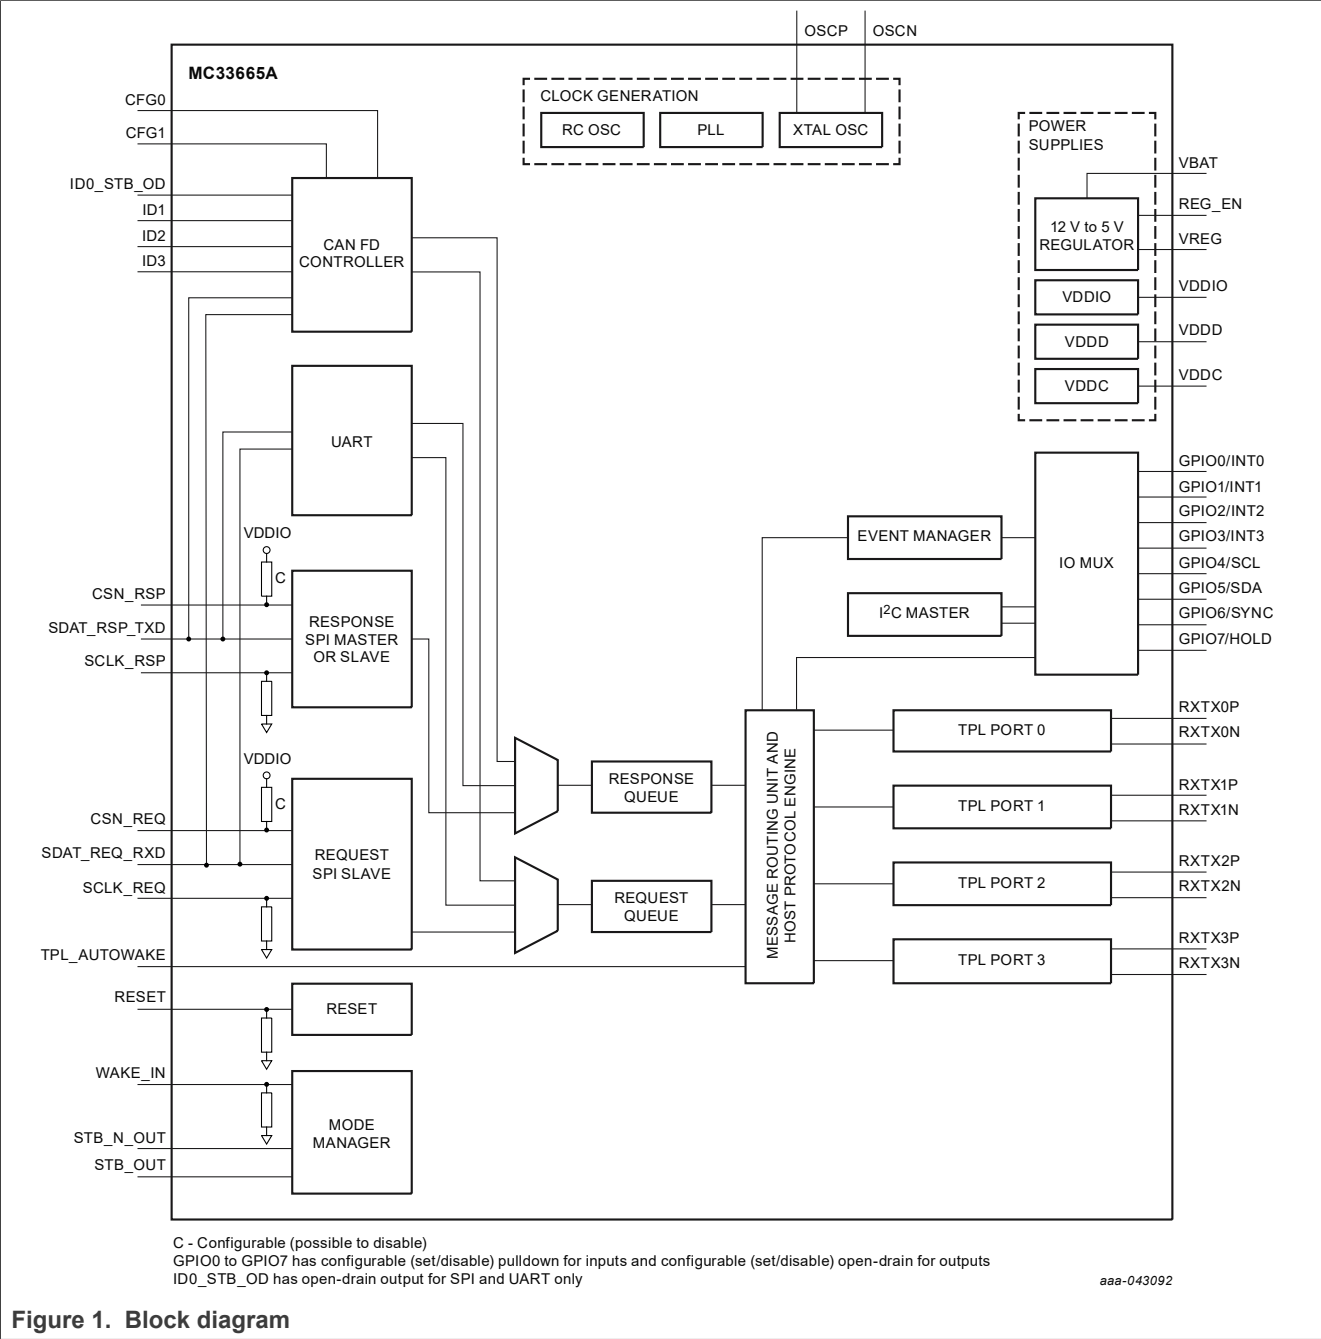 OSCP
OSCN
MC33665A
CFG0
CFG1
ID0_STB_OD
ID1
ID2
ID3
CAN FD
CONTROLLER
CLOCK GENERATION
RC OSC
PLL
XTAL OSC
POWER
SUPPLIES
12 V to 5 V
REGULATOR
VDDIO
VDDD
VDDC
VBAT
REG_EN
VREG
VDDIO
VDDD
VDDC
UART
VDDIO
C
CSN_RSP
SDAT_RSP_TXD
SCLK_RSP
RESPONSE
SPI MASTER
OR SLAVE
EVENT MANAGER
I2C MASTER
IO MUX
GPIO0/INT0
GPIO1/INT1
GPIO2/INT2
GPIO3/INT3
GPIO4/SCL
GPIO5/SDA
GPIO6/SYNC
GPIO7/HOLD
VDDIO
C
CSN_REQ
SDAT_REQ_RXD
SCLK_REQ
REQUEST
SPI SLAVE
RESPONSE
QUEUE
REQUEST
QUEUE
MESSAGE ROUTING UNIT AND
HOST PROTOCOL ENGINE
TPL PORT 0
TPL PORT 1
TPL PORT 2
TPL PORT 3
RXTX0P
RXTX0N
RXTX1P
RXTX1N
RXTX2P
RXTX2N
RXTX3P
RXTX3N
TPL_AUTOWAKE
RESET
RESET
WAKE_IN
STB_N_OUT
STB_OUT
MODE
MANAGER
C - Configurable (possible to disable)
GPIO0 to GPIO7 has configurable (set/disable) pulldown for inputs and configurable (set/disable) open-drain for outputs
ID0_STB_OD has open-drain output for SPI and UART only
aaa-043092
Figure 1. Block diagram